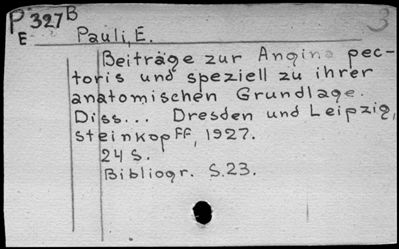 P 327B
E
3
Pauli, E.
Beiträge zur Angina pec-
toris und speziell zu ihrer
anatomischen Grundlage.
Diss... Dresden und Leipzig,
Steinkopff, 1927.
24 S.
Bibliogr. S.23.